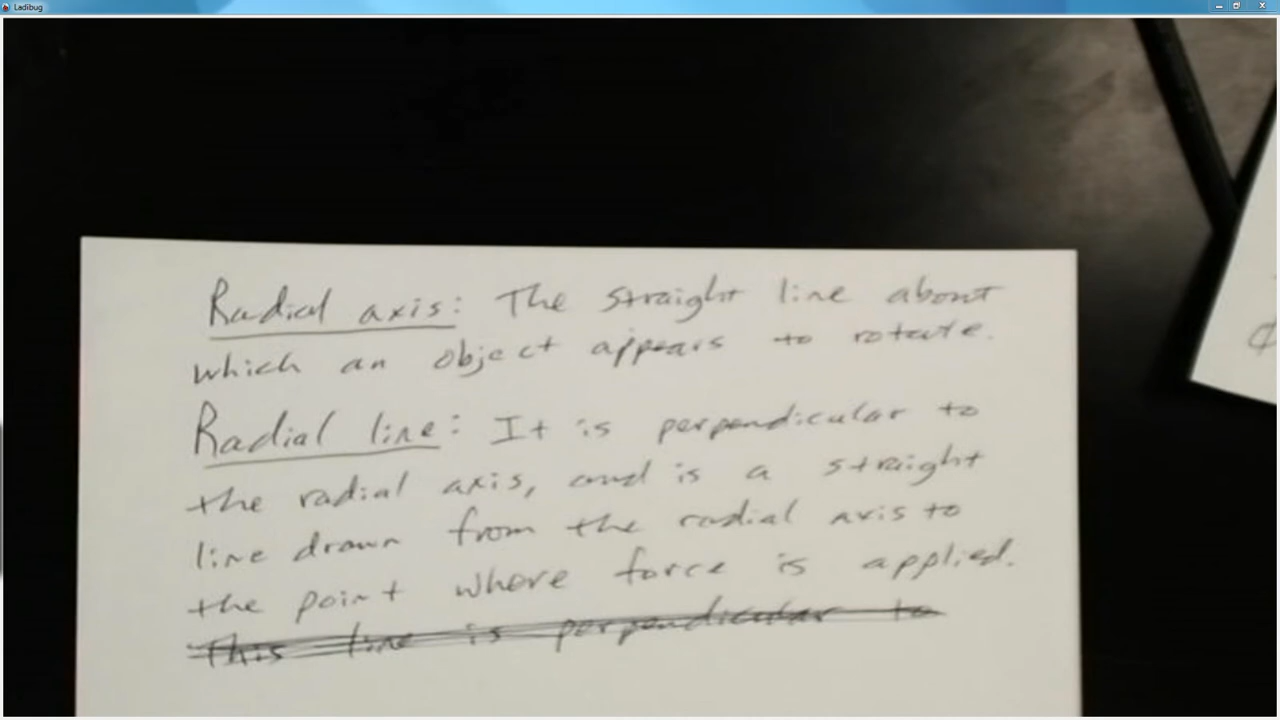 Ladibug
Radial axis: The straight line about
which an object appears to rotate.
Radial line: It is perpendicular to
the radial axis, and is a straight
line drawn from the radial axis to
the point where force is applied.
This line is perpendicular to